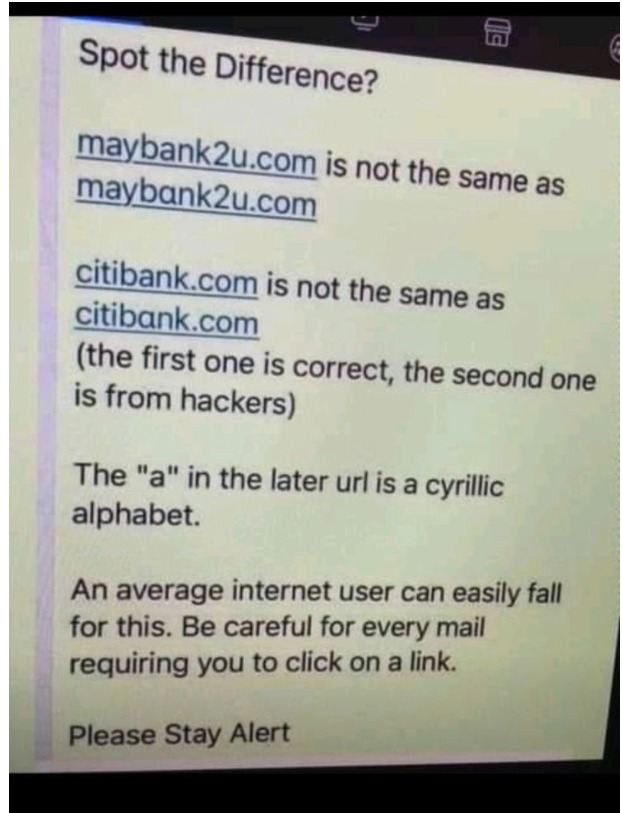 Spot the Difference?
maybank2u.com is not the same as
mɑybɑnk2u.com
citibank.com is not the same as
citibɑnk.com
(the first one is correct, the second one
is from hackers)
The "a" in the later url is a cyrillic
alphabet.
An average internet user can easily fall
for this. Be careful for every mail
requiring you to click on a link.
Please Stay Alert